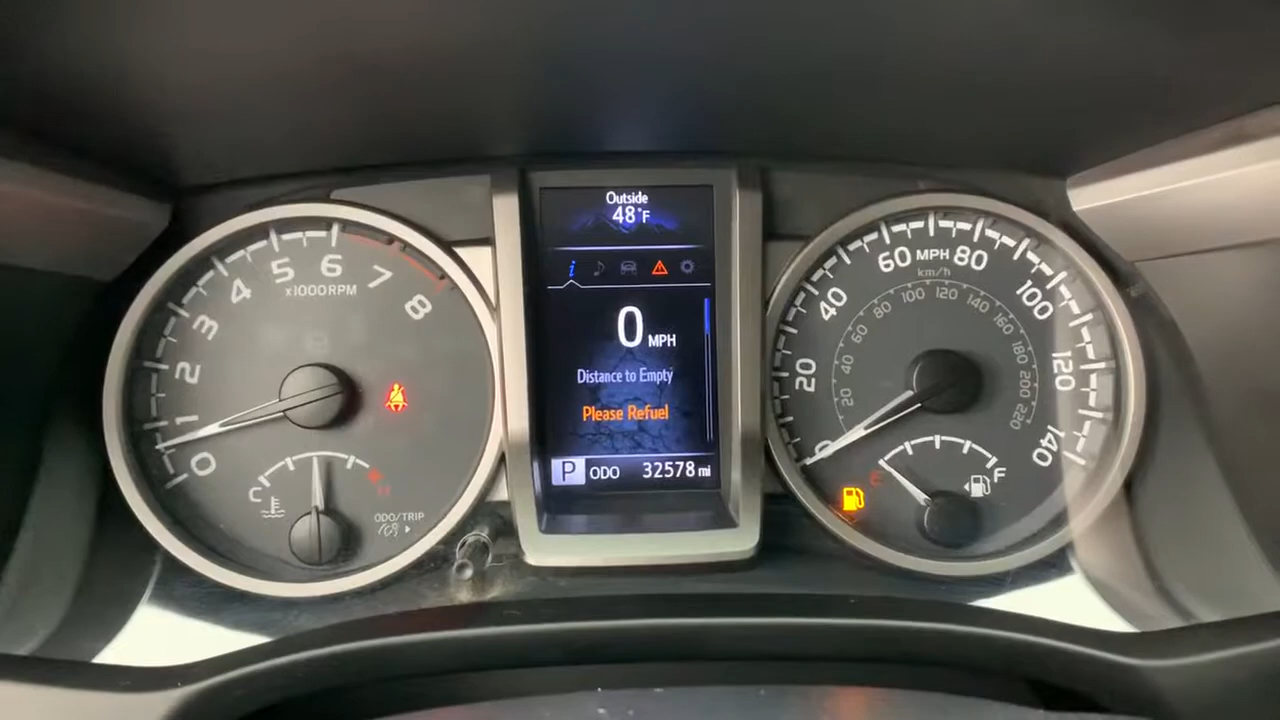 0
1
2
3
4
5
6
7
8
x1000RPM
C
H
ODO/TRIP
Outside
48°F
i
0 MPH
Distance to Empty
Please Refuel
P ODO 32578 mi
0
20
40
60 MPH 80
100
120
140
km/h
20
40
60
80
100
120
140
160
180
200
220
E
F